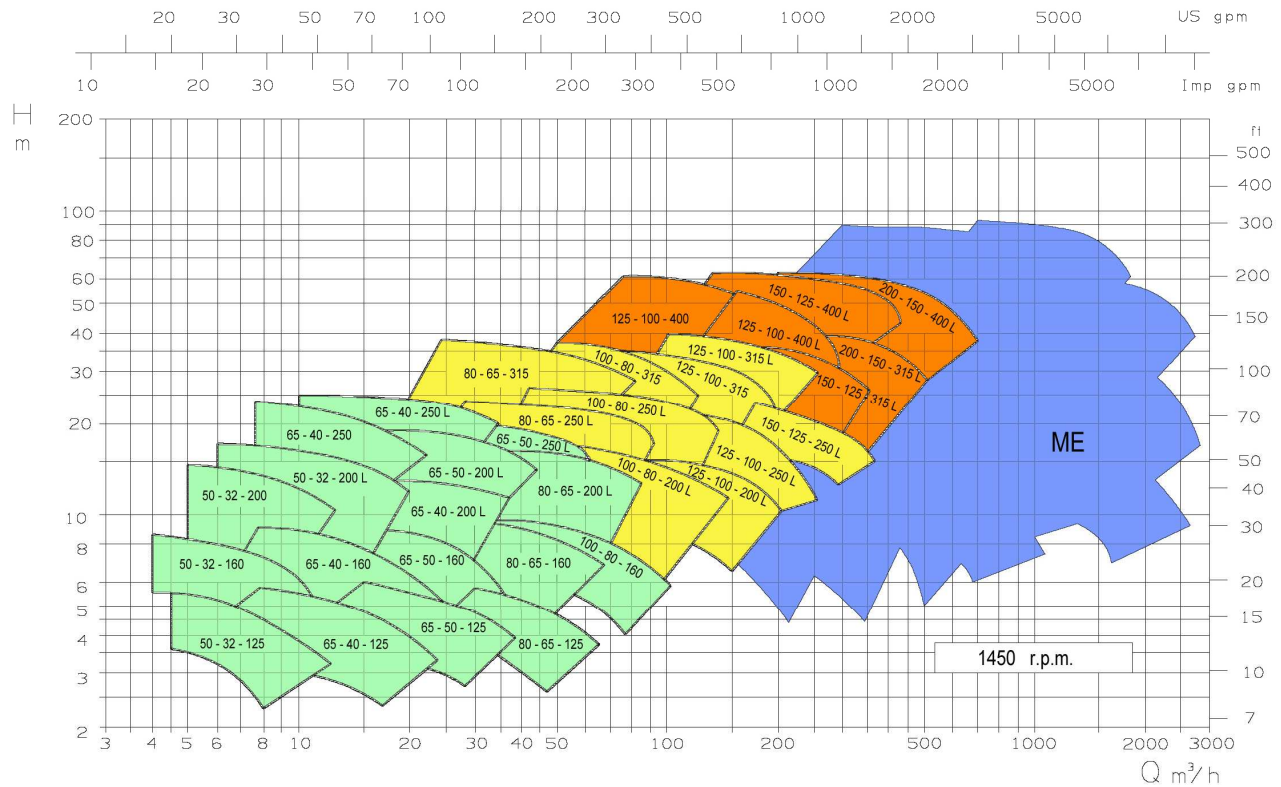 20 30 50 70 100 200 300 500 1000 2000 5000 US gpm
10 20 30 50 70 100 200 300 500 1000 2000 5000 Imp gpm
H
m
200
100
80
60
50
40
30
20
10
8
6
5
4
3
2
ft
500
400
300
200
150
100
70
50
40
30
20
15
10
7
200 - 150 - 400 L
150 - 125 - 400 L
125 - 100 - 400
125 - 100 - 400 L
200 - 150 - 315 L
125 - 100 - 315 L
100 - 80 - 315
125 - 100 - 315
80 - 65 - 315
150 - 125 - 315 L
100 - 80 - 250 L
65 - 40 - 250 L
80 - 65 - 250 L
150 - 125 - 250 L
65 - 40 - 250
65 - 50 - 250 L
ME
125 - 100 - 250 L
50 - 32 - 200 L
65 - 50 - 200 L
100 - 80 - 200 L
125 - 100 - 200 L
50 - 32 - 200
80 - 65 - 200 L
65 - 40 - 200 L
100 - 80 - 160
50 - 32 - 160
65 - 40 - 160
65 - 50 - 160
80 - 65 - 160
65 - 50 - 125
50 - 32 - 125
65 - 40 - 125
80 - 65 - 125
1450 r.p.m.
3 4 5 6 8 10 20 30 40 50 100 200 500 1000 2000 3000
Q m³/h